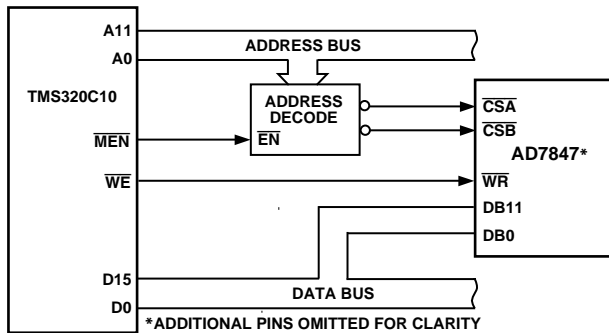 A11
ADDRESS BUS
A0
TMS320C10
ADDRESS
DECODE
CSA
MEN
EN
CSB
AD7847*
WE
WR
DB11
DB0
D15
DATA BUS
D0
*ADDITIONAL PINS OMITTED FOR CLARITY